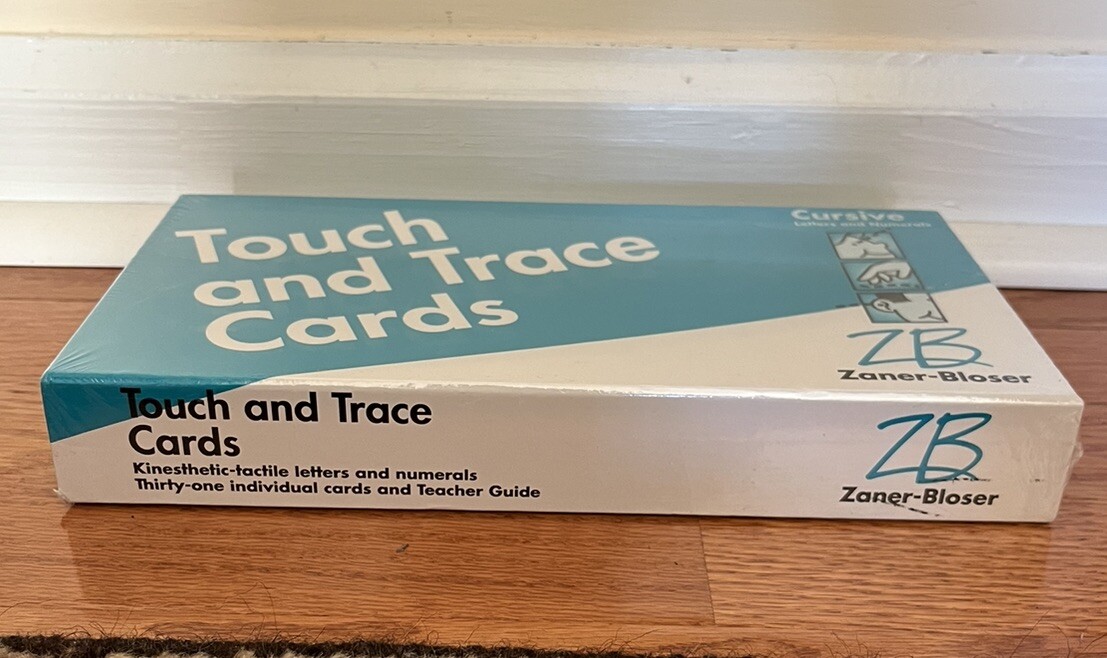 Touch
and Trace
Cards
Cursive
Letters and Numerals
ZB
Zaner-Bloser
Touch and Trace
Cards
Kinesthetic-tactile letters and numerals
Thirty-one individual cards and Teacher Guide
ZB
Zaner-Bloser